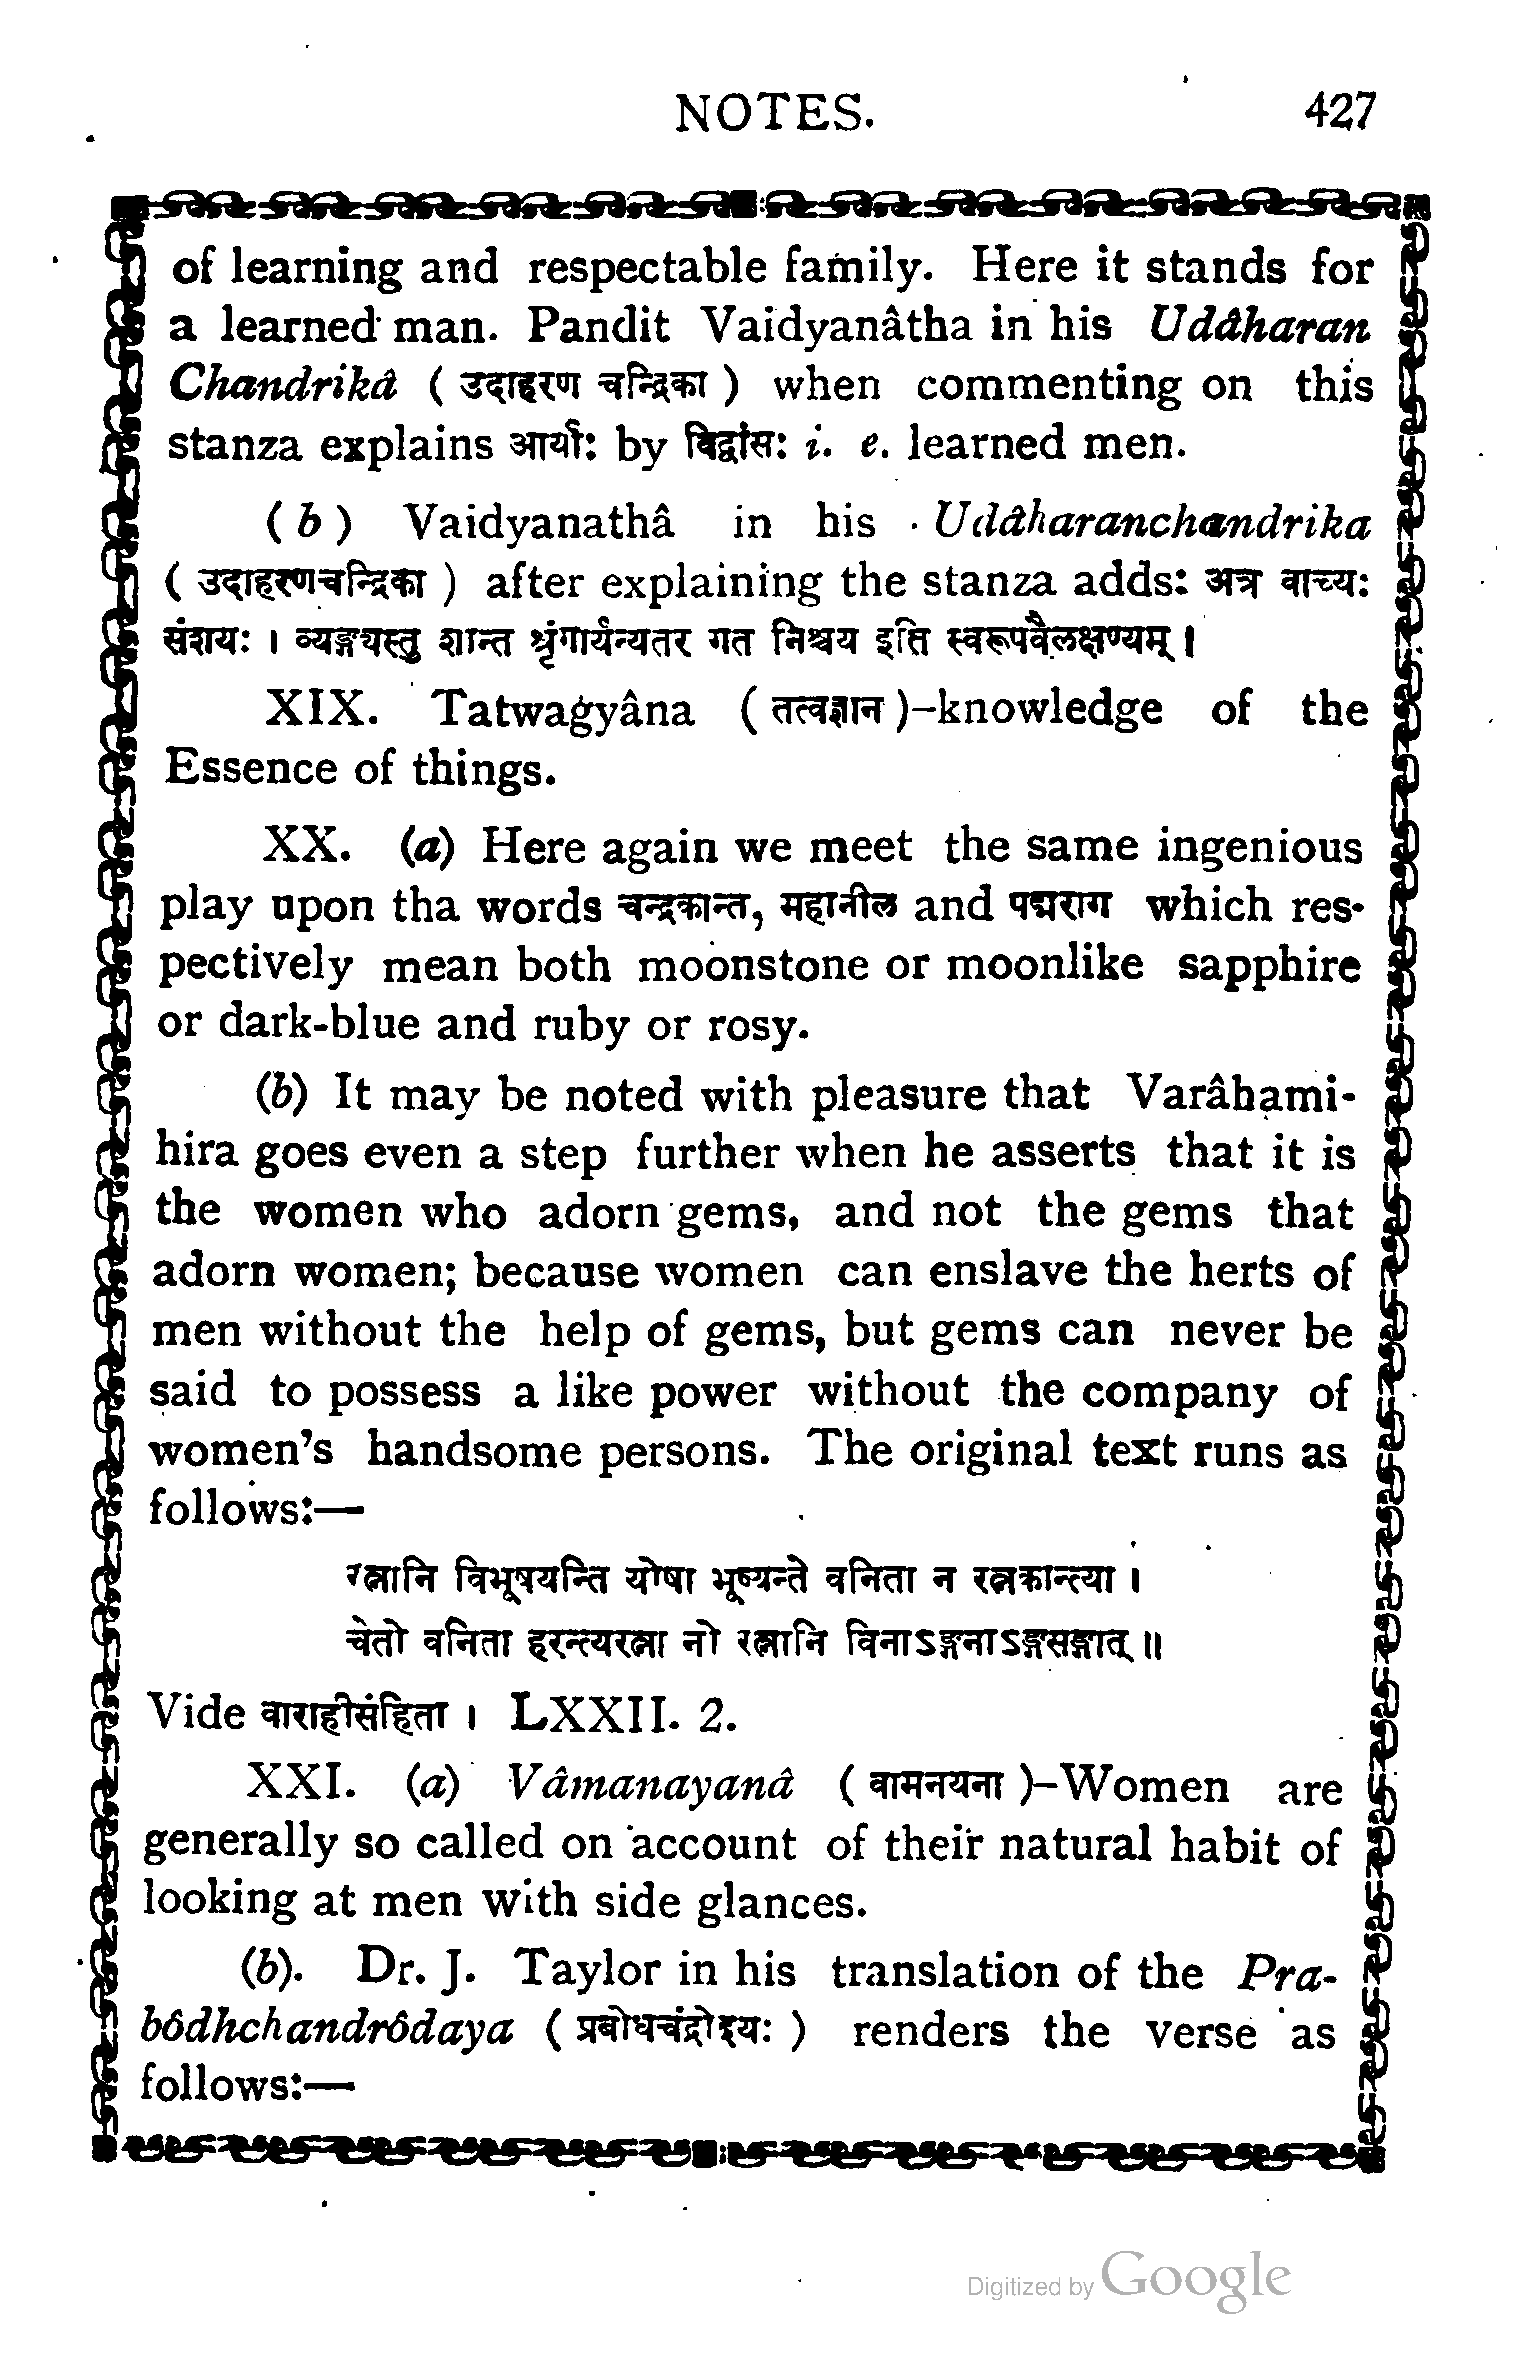 NOTES. 427
of learning and respectable family. Here it stands for
a learned man. Pandit Vaidyanâtha in his Udâharan
Chandrikâ ( उदाहरण चन्द्रिका ) when commenting on this
stanza explains आर्याः by विद्वांसः i. e. learned men.
( b ) Vaidyanathâ in his Udâharanchandrika
( उदाहरणचन्द्रिका ) after explaining the stanza adds: अत्र वाच्यः
संशयः । व्यङ्ग्यस्तु शान्त श्रृंगार्यन्यतर गत निश्चय इति स्वरूपवैलक्षण्यम् ।
XIX. Tatwagyâna ( तत्वज्ञान )-knowledge of the
Essence of things.
XX. (a) Here again we meet the same ingenious
play upon tha words चन्द्रकान्त, महानील and पद्मराग which res-
pectively mean both moonstone or moonlike sapphire
or dark-blue and ruby or rosy.
(b) It may be noted with pleasure that Varâhami-
hira goes even a step further when he asserts that it is
the women who adorn gems, and not the gems that
adorn women; because women can enslave the herts of
men without the help of gems, but gems can never be
said to possess a like power without the company of
women's handsome persons. The original text runs as
follows:—
रत्नानि विभूषयन्ति योषा भूष्यन्ते वनिता न रत्नकान्त्या ।
चेतो वनिता हरन्त्यरत्ना नो रत्नानि विनाऽङ्गनाऽङ्गसङ्गात् ॥
Vide वाराहीसंहिता । LXXII. 2.
XXI. (a) Vâmanayanâ ( वामनयना )-Women are
generally so called on account of their natural habit of
looking at men with side glances.
(b). Dr. J. Taylor in his translation of the Pra-
bôdhchandrôdaya ( प्रबोधचंद्रोदयः ) renders the verse as
follows:—
Digitized by Google